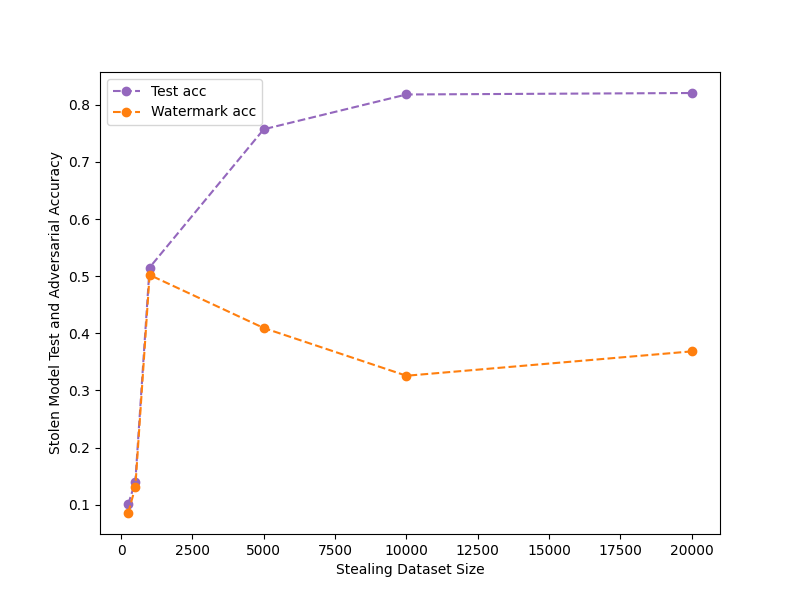 Test acc
Watermark acc
Stolen Model Test and Adversarial Accuracy
0.8
0.7
0.6
0.5
0.4
0.3
0.2
0.1
0 2500 5000 7500 10000 12500 15000 17500 20000
Stealing Dataset Size